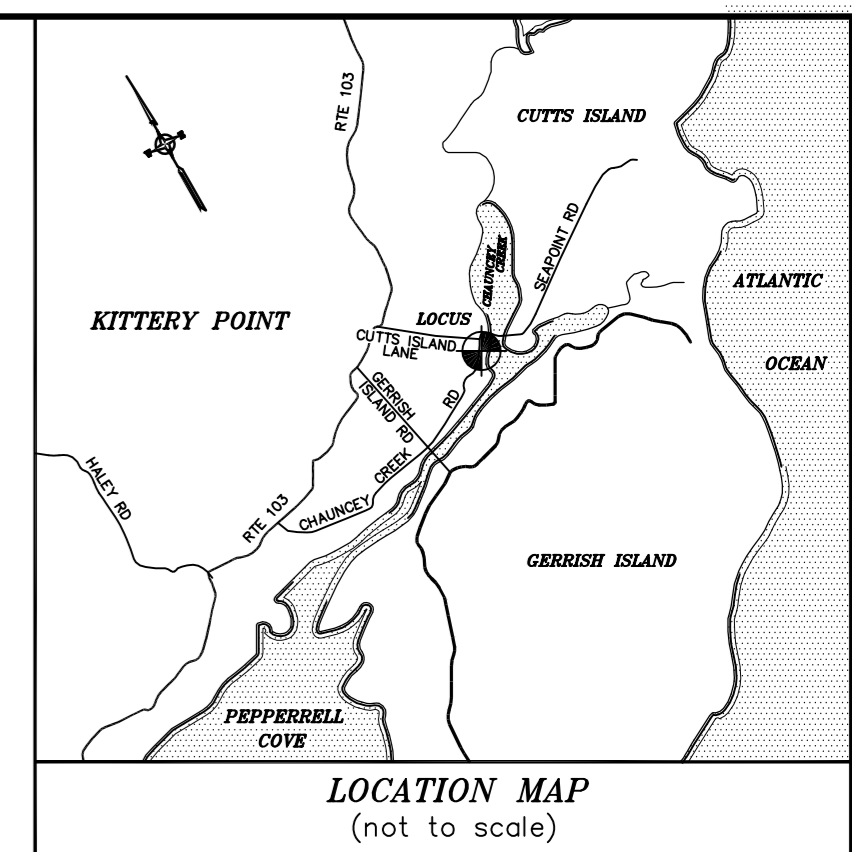 RTE 103
CUTTS ISLAND
CHAUNCEY
CREEK
SEAPOINT RD
ATLANTIC
OCEAN
KITTERY POINT
LOCUS
CUTTS ISLAND
LANE
GERRISH
ISLAND RD
RD
CREEK
CHAUNCEY
HALEY RD
RTE 103
GERRISH ISLAND
PEPPERRELL
COVE
LOCATION MAP
(not to scale)